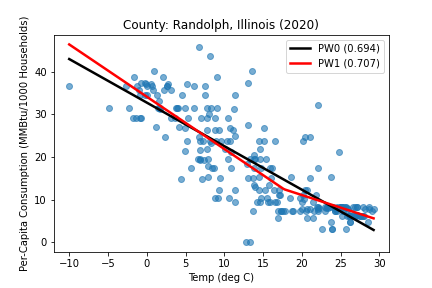 County: Randolph, Illinois (2020)
Per-Capita Consumption (MMBtu/1000 Households)
40
30
20
10
0
PW0 (0.694)
PW1 (0.707)
−10
−5
0
5
10
15
20
25
30
Temp (deg C)